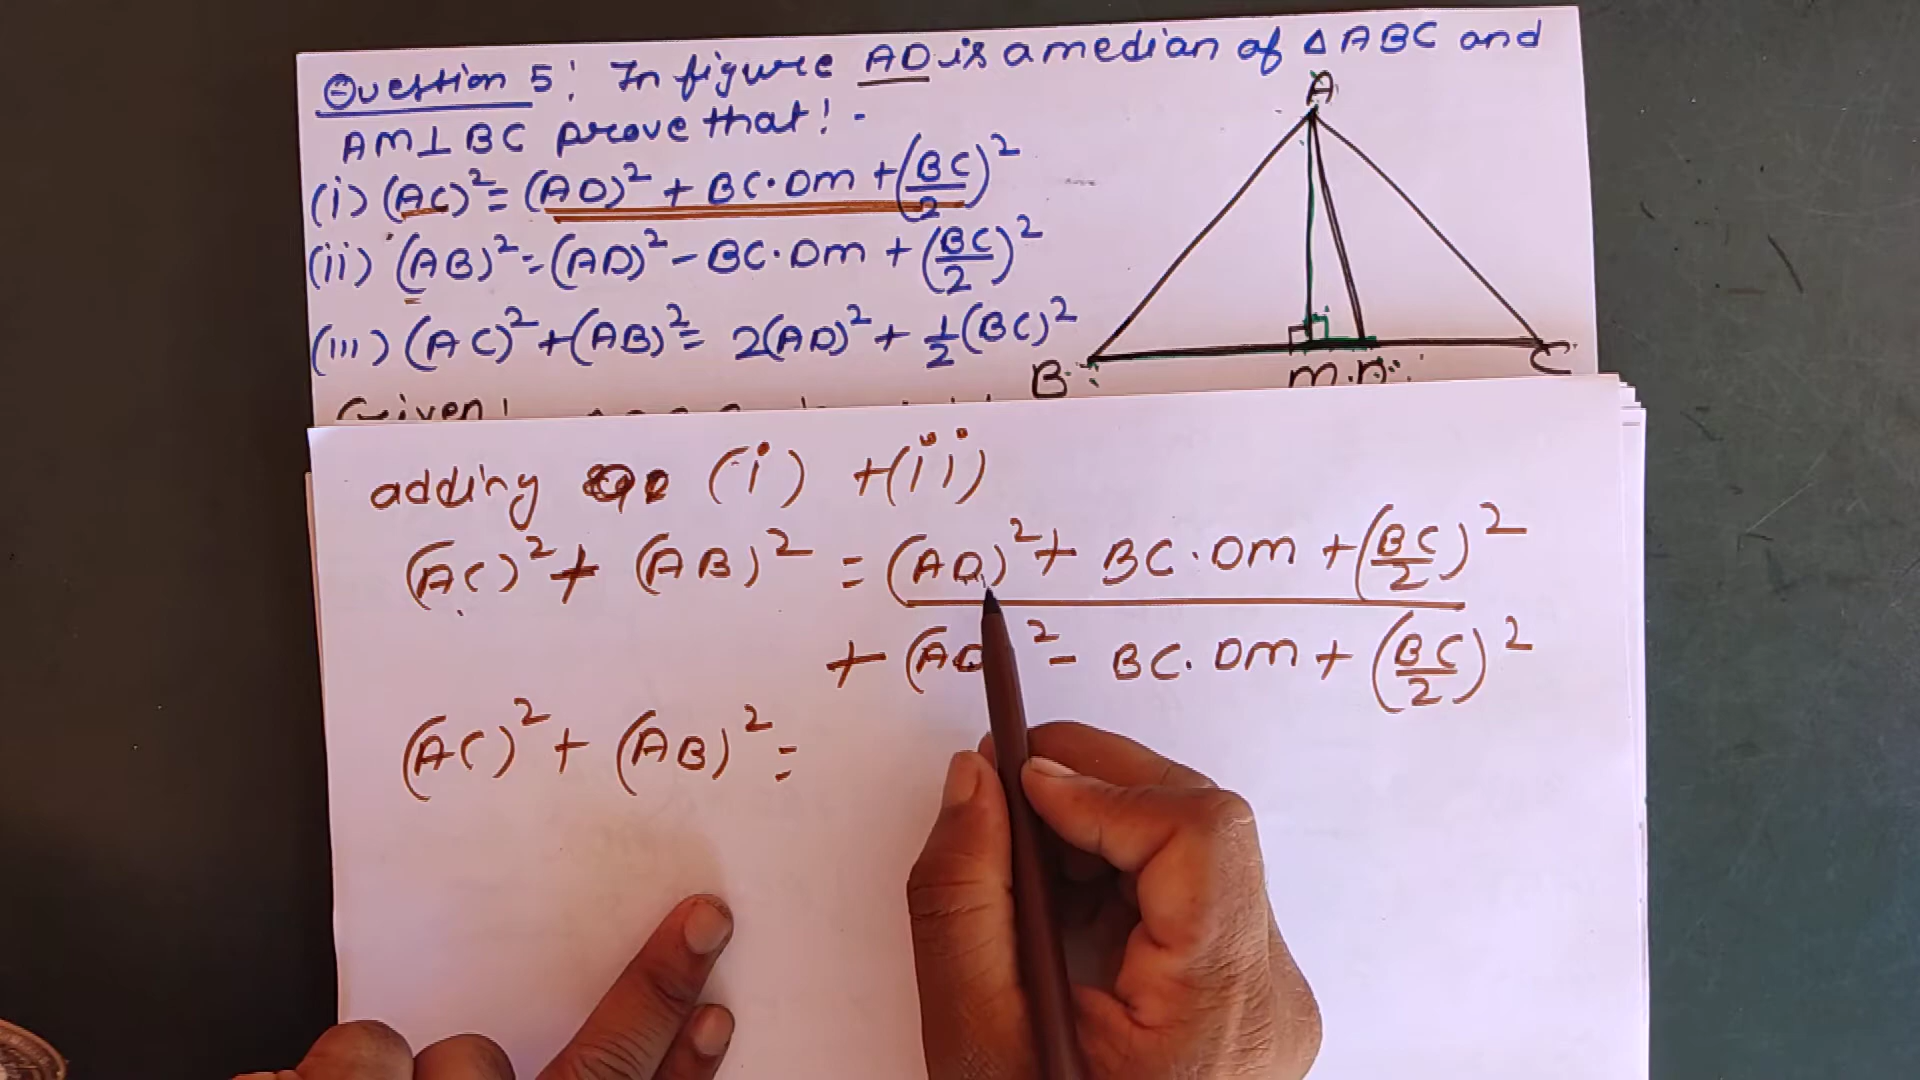 Question 5: In figure AD is a median of △ABC and
AM⊥BC prove that:-
(i) (AC)² = (AD)² + BC·DM + (BC/2)²
(ii) (AB)² = (AD)² - BC·DM + (BC/2)²
(iii) (AC)² + (AB)² = 2(AD)² + 1/2 (BC)²
A
B
M
D
C
Given
adding (i) + (ii)
(AC)² + (AB)² = (AD)² + BC·DM + (BC/2)²
+ (AD)² - BC·DM + (BC/2)²
(AC)² + (AB)² =